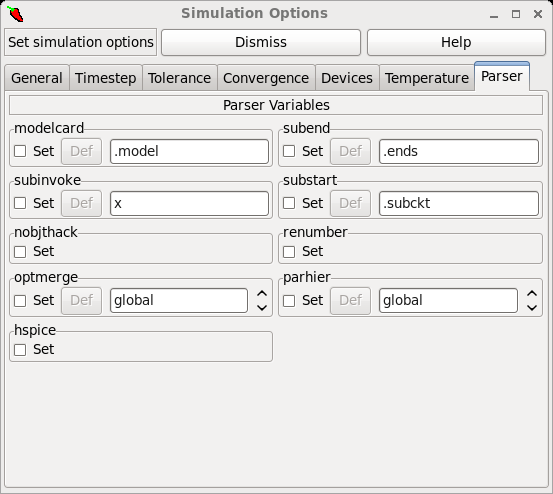 Simulation Options
Set simulation options Dismiss Help
General Timestep Tolerance Convergence Devices Temperature Parser
Parser Variables
modelcard subend
Set Def .model Set Def .ends
subinvoke substart
Set Def x Set Def .subckt
nobjthack renumber
Set Set
optmerge parhier
Set Def global Set Def global
hspice
Set